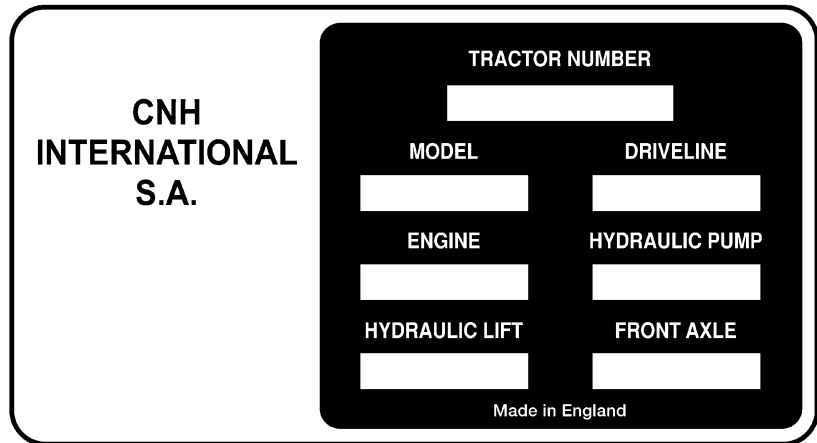 CNH
INTERNATIONAL
S.A.
TRACTOR NUMBER
MODEL
DRIVELINE
ENGINE
HYDRAULIC PUMP
HYDRAULIC LIFT
FRONT AXLE
Made in England